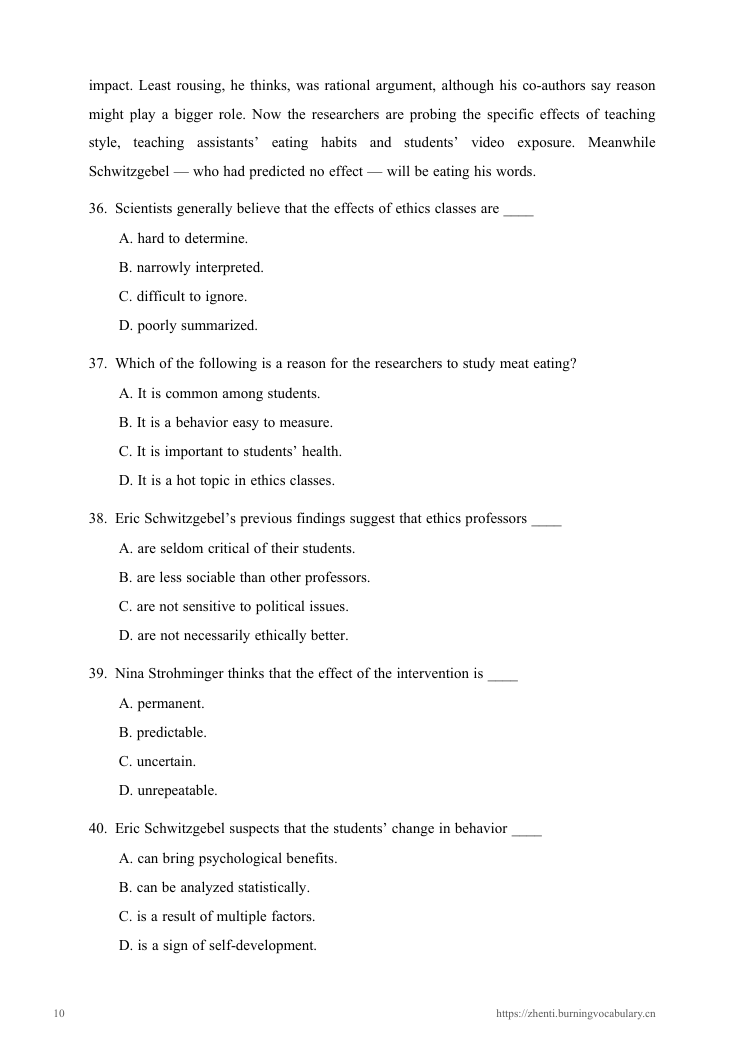 impact. Least rousing, he thinks, was rational argument, although his co-authors say reason
might play a bigger role. Now the researchers are probing the specific effects of teaching
style, teaching assistants’ eating habits and students’ video exposure. Meanwhile
Schwitzgebel — who had predicted no effect — will be eating his words.
36. Scientists generally believe that the effects of ethics classes are ____
A. hard to determine.
B. narrowly interpreted.
C. difficult to ignore.
D. poorly summarized.
37. Which of the following is a reason for the researchers to study meat eating?
A. It is common among students.
B. It is a behavior easy to measure.
C. It is important to students’ health.
D. It is a hot topic in ethics classes.
38. Eric Schwitzgebel’s previous findings suggest that ethics professors ____
A. are seldom critical of their students.
B. are less sociable than other professors.
C. are not sensitive to political issues.
D. are not necessarily ethically better.
39. Nina Strohminger thinks that the effect of the intervention is ____
A. permanent.
B. predictable.
C. uncertain.
D. unrepeatable.
40. Eric Schwitzgebel suspects that the students’ change in behavior ____
A. can bring psychological benefits.
B. can be analyzed statistically.
C. is a result of multiple factors.
D. is a sign of self-development.
10 https://zhenti.burningvocabulary.cn